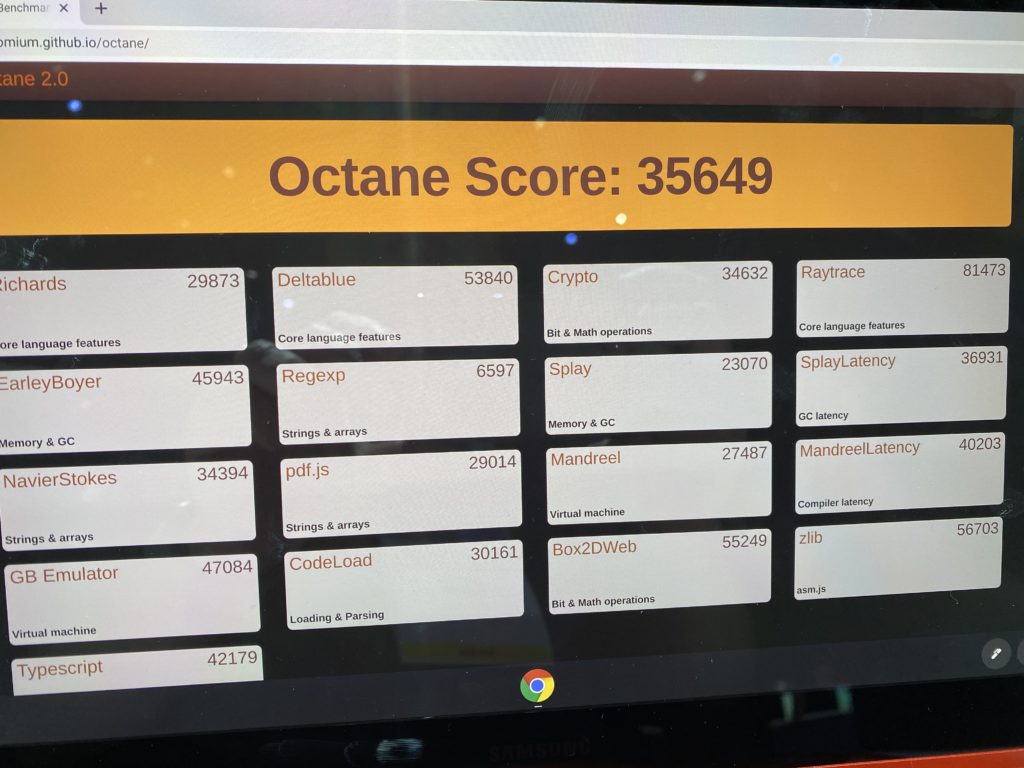 Benchmar
omium.github.io/octane/
tane 2.0
Octane Score: 35649
Richards 29873
ore language features
Deltablue 53840
Core language features
Crypto 34632
Bit & Math operations
Raytrace 81473
Core language features
EarleyBoyer 45943
Memory & GC
Regexp 6597
Strings & arrays
Splay 23070
Memory & GC
SplayLatency 36931
GC latency
NavierStokes 34394
Strings & arrays
pdf.js 29014
Strings & arrays
Mandreel 27487
Virtual machine
MandreelLatency 40203
Compiler latency
GB Emulator 47084
Virtual machine
CodeLoad 30161
Loading & Parsing
Box2DWeb 55249
Bit & Math operations
zlib 56703
asm.js
Typescript 42179
SAMSUNG